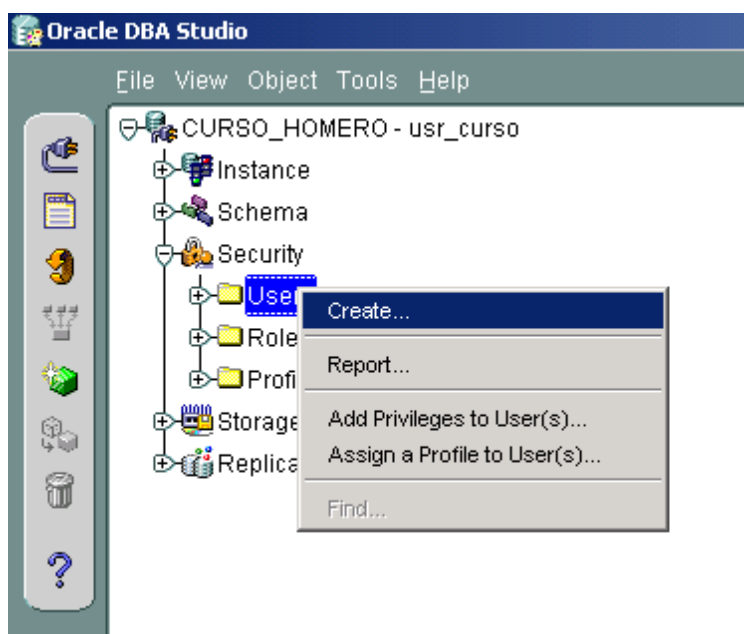 Oracle DBA Studio
File View Object Tools Help
CURSO_HOMERO - usr_curso
Instance
Schema
Security
Create...
Report...
Storage
Add Privileges to User(s)...
Assign a Profile to User(s)...
Find...